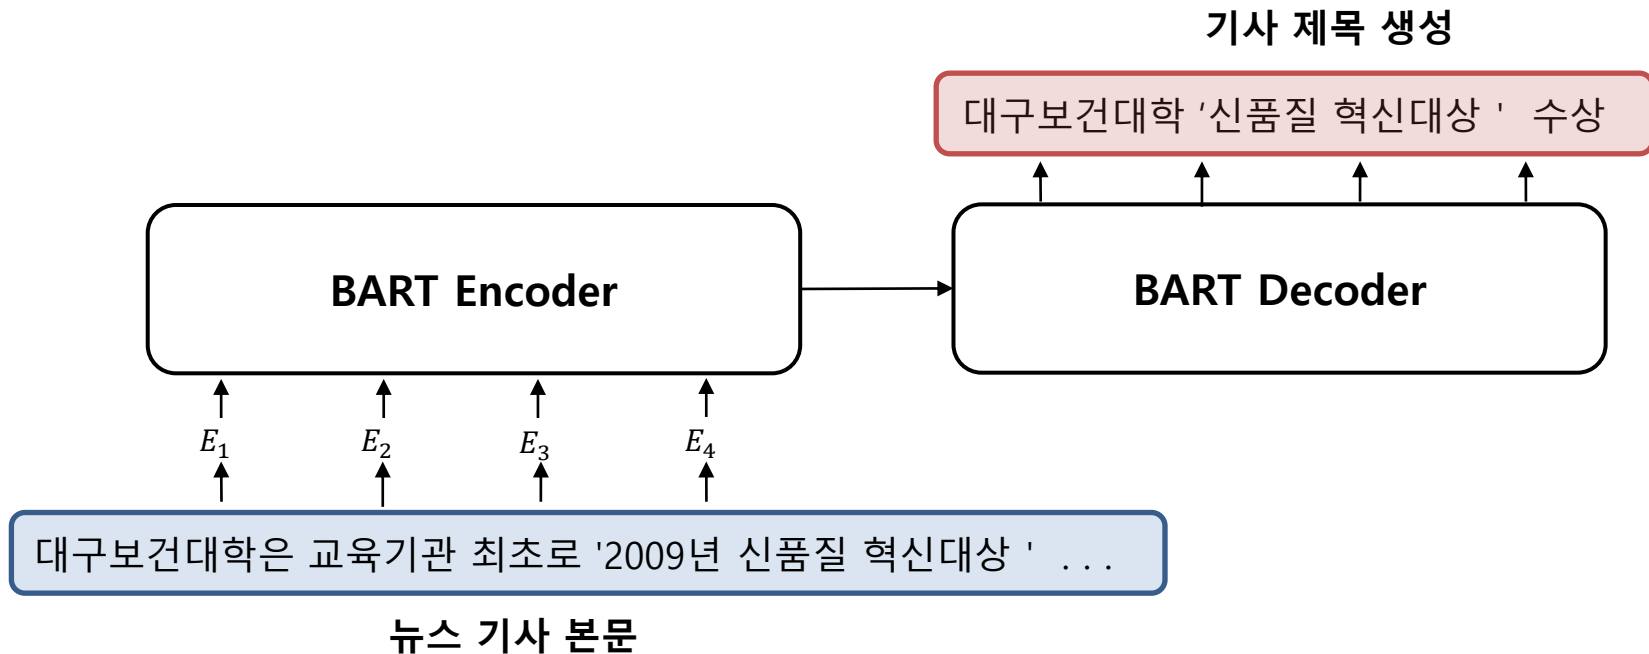 기사 제목 생성
대구보건대학 ‘신품질 혁신대상 ' 수상
BART Encoder
BART Decoder
E₁ E₂ E₃ E₄
대구보건대학은 교육기관 최초로 '2009년 신품질 혁신대상 ' . . .
뉴스 기사 본문